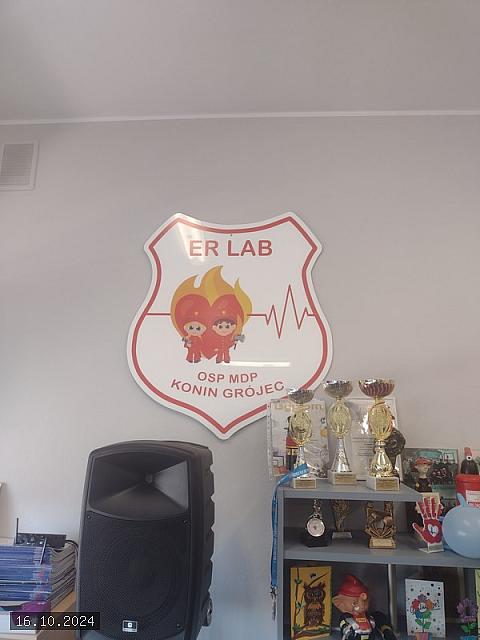 ER LAB
OSP MDP
KONIN GRÓJEC
16.10.2024